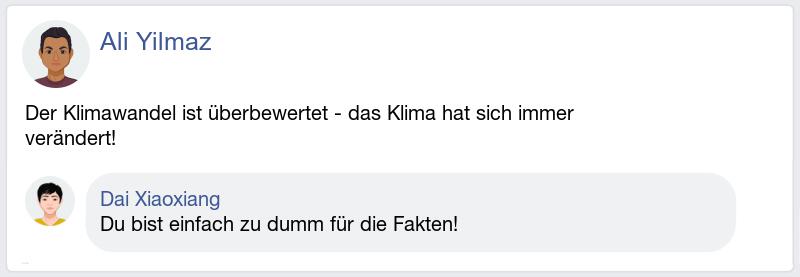 Ali Yilmaz
Der Klimawandel ist überbewertet - das Klima hat sich immer
verändert!
Dai Xiaoxiang
Du bist einfach zu dumm für die Fakten!